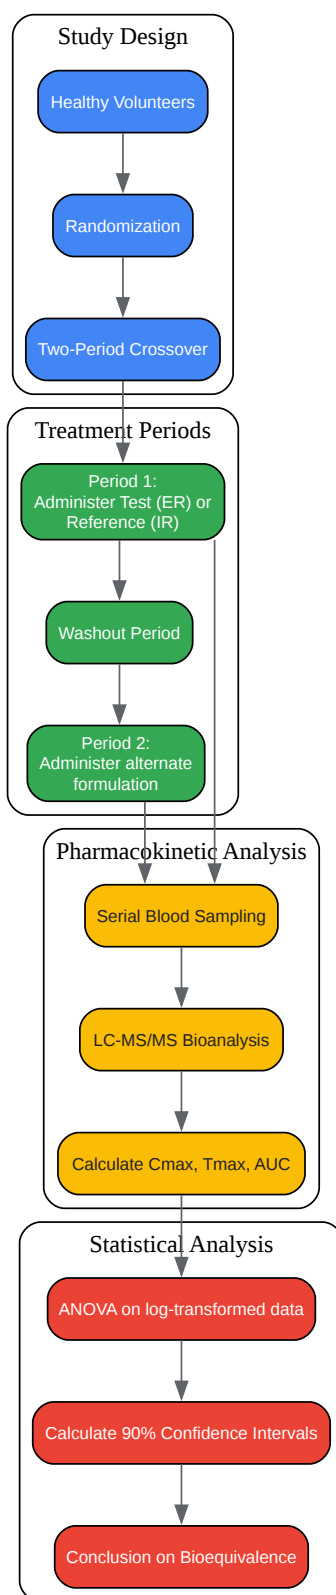 Study Design
Healthy Volunteers
Randomization
Two-Period Crossover
Treatment Periods
Period 1:
Administer Test (ER) or
Reference (IR)
Washout Period
Period 2:
Administer alternate
formulation
Pharmacokinetic Analysis
Serial Blood Sampling
LC-MS/MS Bioanalysis
Calculate Cmax, Tmax, AUC
Statistical Analysis
ANOVA on log-transformed data
Calculate 90% Confidence Intervals
Conclusion on Bioequivalence